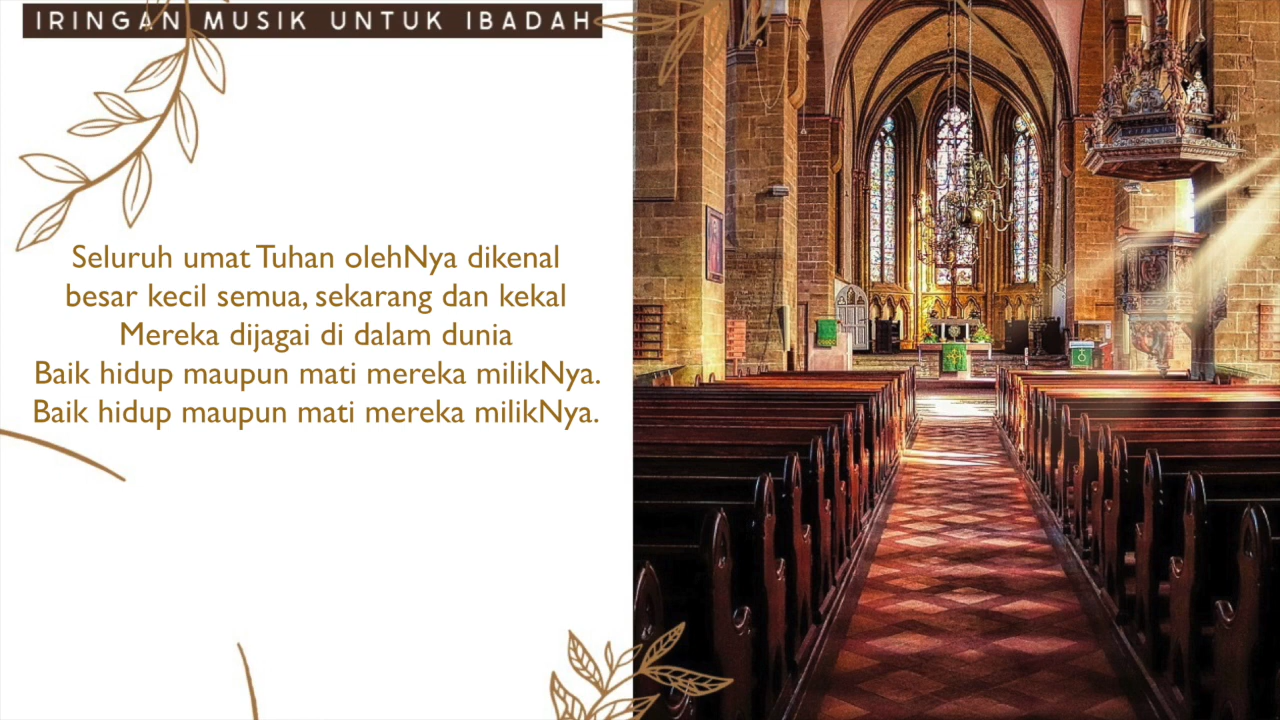 IRINGAN MUSIK UNTUK IBADAH
Seluruh umat Tuhan olehNya dikenal
besar kecil semua, sekarang dan kekal
Mereka dijagai di dalam dunia
Baik hidup maupun mati mereka milikNya.
Baik hidup maupun mati mereka milikNya.